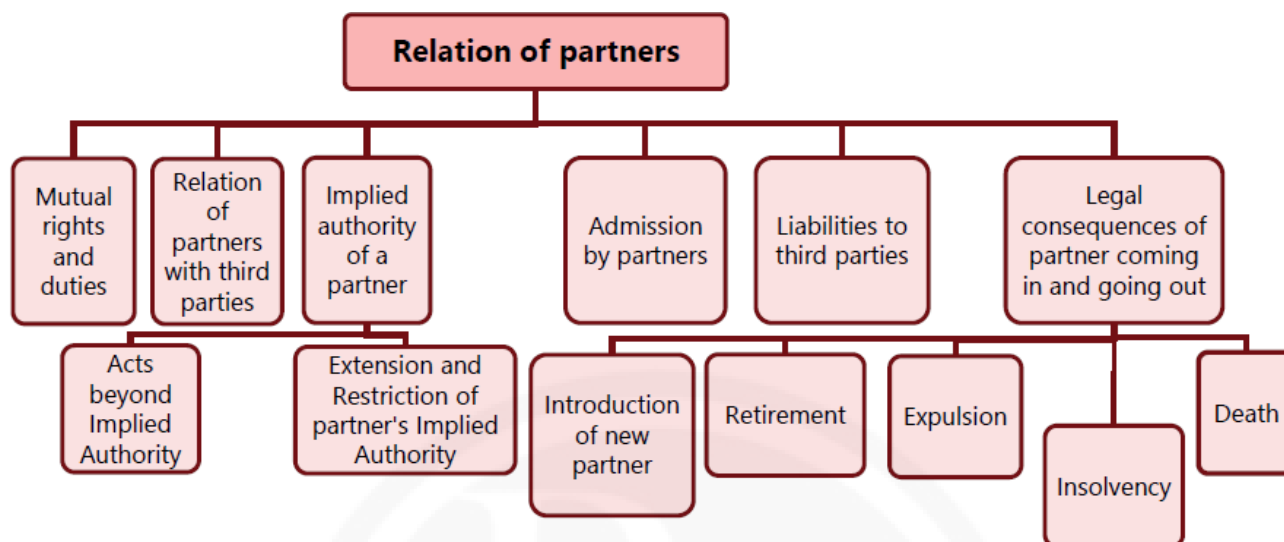 Relation of partners
Mutual
rights
and
duties
Relation
of
partners
with third
parties
Implied
authority
of a
partner
Admission
by partners
Liabilities to
third parties
Legal
consequences of
partner coming
in and going out
Acts
beyond
Implied
Authority
Extension and
Restriction of
partner's Implied
Authority
Introduction
of new
partner
Retirement
Expulsion
Insolvency
Death